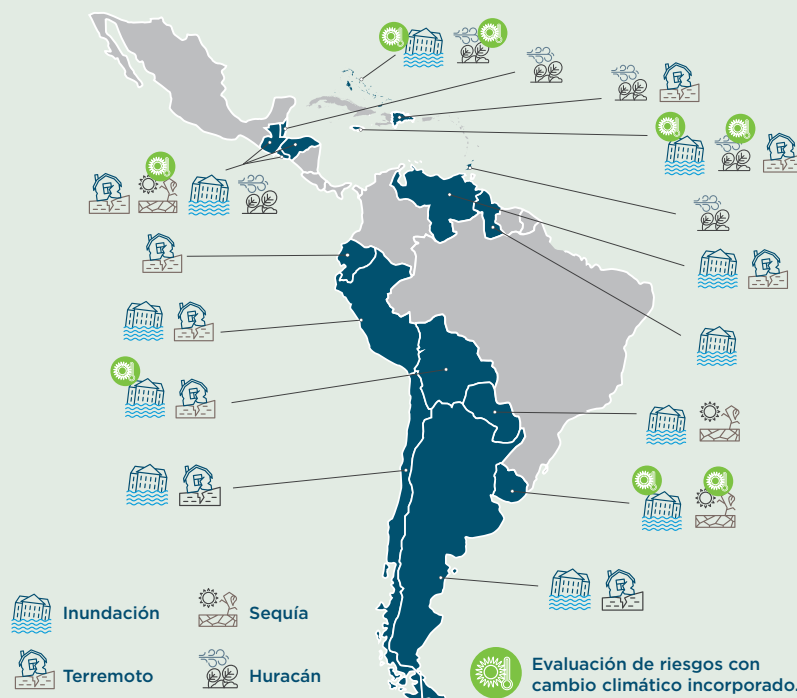 Inundación
Sequía
Terremoto
Huracán
Evaluación de riesgos con
cambio climático incorporado.